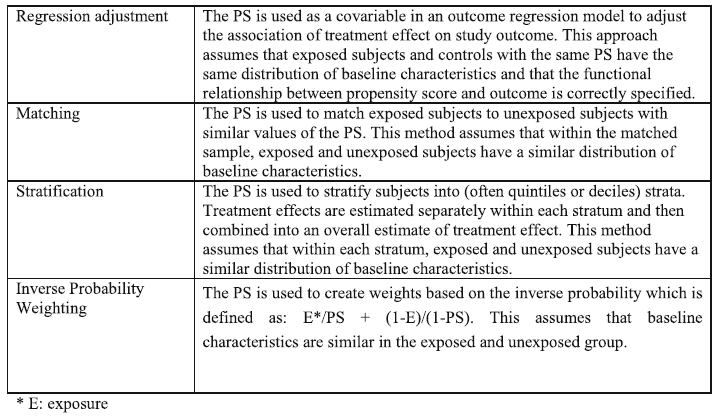 Regression adjustment
The PS is used as a covariable in an outcome regression model to adjust
the association of treatment effect on study outcome. This approach
assumes that exposed subjects and controls with the same PS have the
same distribution of baseline characteristics and that the functional
relationship between propensity score and outcome is correctly specified.
Matching
The PS is used to match exposed subjects to unexposed subjects with
similar values of the PS. This method assumes that within the matched
sample, exposed and unexposed subjects have a similar distribution of
baseline characteristics.
Stratification
The PS is used to stratify subjects into (often quintiles or deciles) strata.
Treatment effects are estimated separately within each stratum and then
combined into an overall estimate of treatment effect. This method
assumes that within each stratum, exposed and unexposed subjects have a
similar distribution of baseline characteristics.
Inverse Probability
Weighting
The PS is used to create weights based on the inverse probability which is
defined as: E*/PS + (1-E)/(1-PS). This assumes that baseline
characteristics are similar in the exposed and unexposed group.
* E: exposure